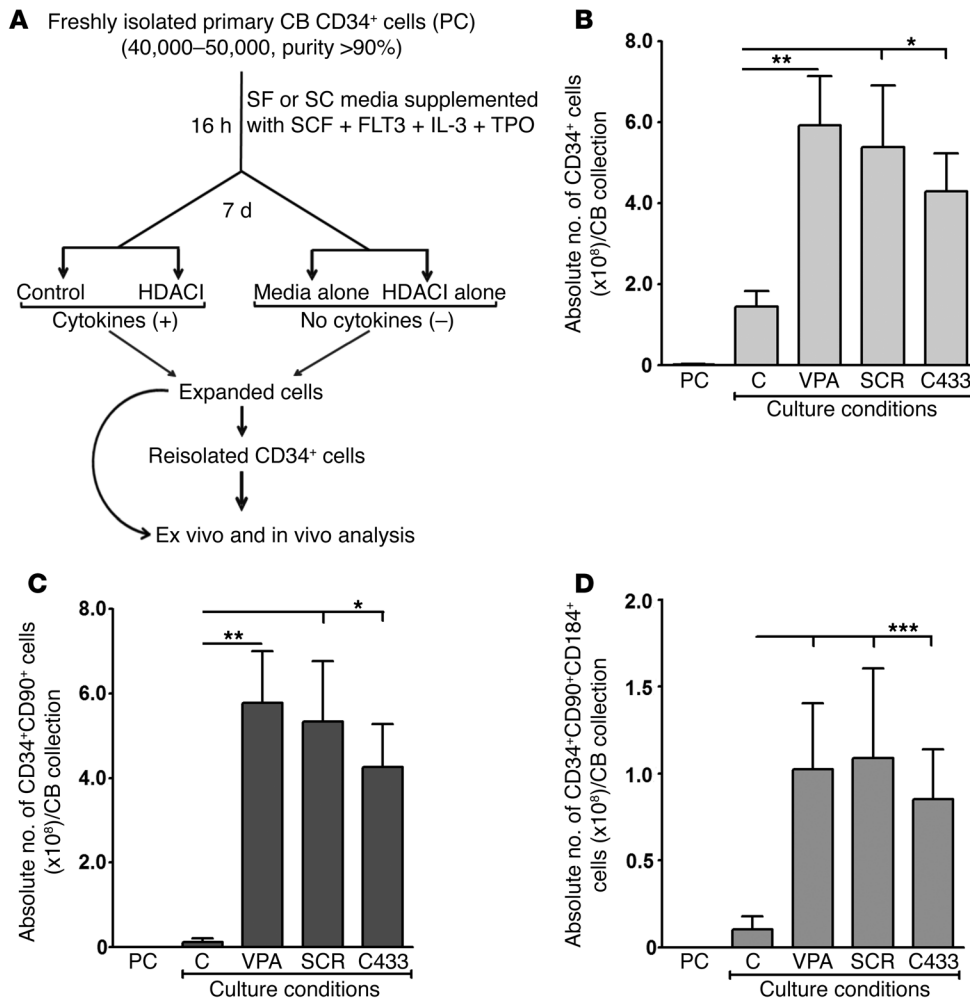 A
Freshly isolated primary CB CD34⁺ cells (PC)
(40,000–50,000, purity >90%)
SF or SC media supplemented
16 h with SCF + FLT3 + IL-3 + TPO
7 d
Control HDACI Media alone HDACI alone
Cytokines (+) No cytokines (–)
Expanded cells
Reisolated CD34⁺ cells
Ex vivo and in vivo analysis
B
Absolute no. of CD34⁺ cells
(x10⁸)/CB collection
8.0
6.0
4.0
2.0
0
** *
PC C VPA SCR C433
Culture conditions
C
Absolute no. of CD34⁺CD90⁺ cells
(x10⁸)/CB collection
8.0
6.0
4.0
2.0
0
** *
PC C VPA SCR C433
Culture conditions
D
Absolute no. of CD34⁺CD90⁺CD184⁺
cells (x10⁸)/CB collection
2.0
1.5
1.0
0.5
0
***
PC C VPA SCR C433
Culture conditions